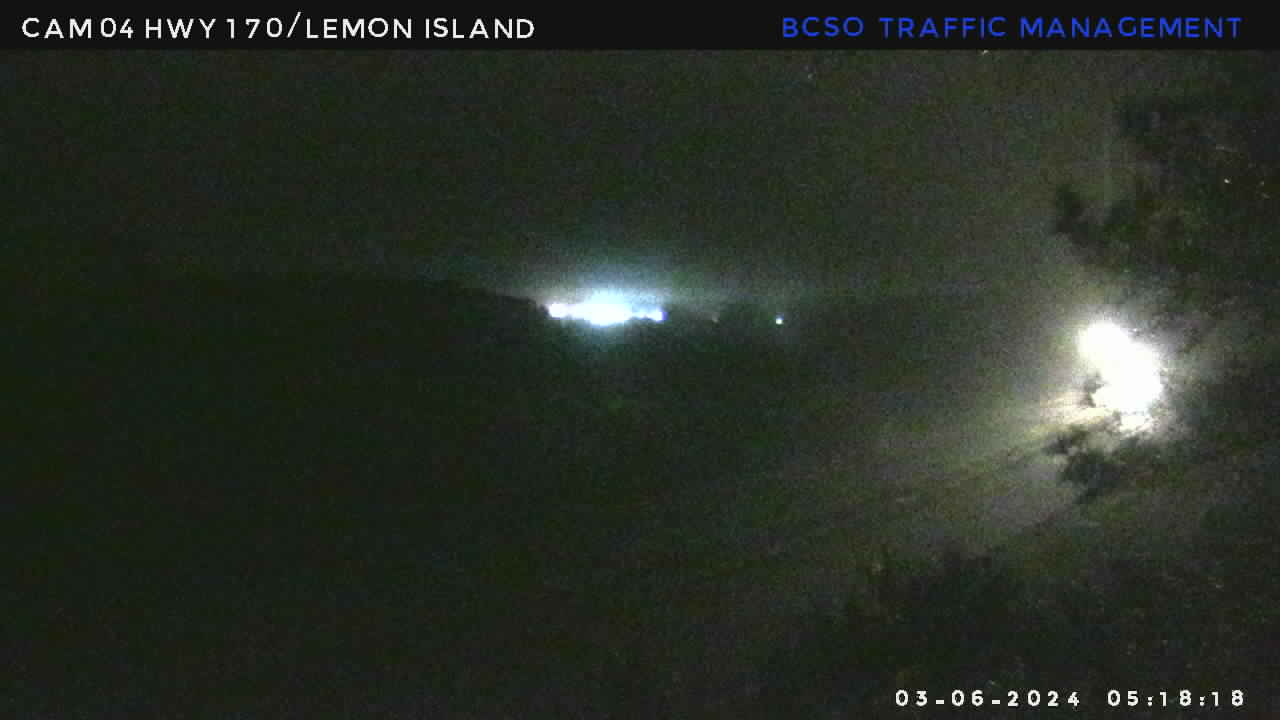 CAM04 HWY 170/LEMON ISLAND
BCSO TRAFFIC MANAGEMENT
03-06-2024 05:18:18